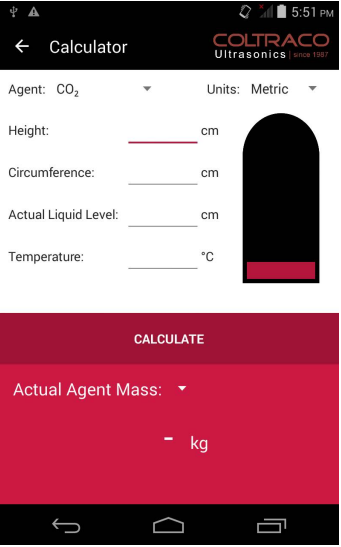 5:51 PM
Calculator
COLTRACO
Ultrasonics | since 1987
Agent: CO₂ Units: Metric
Height: cm
Circumference: cm
Actual Liquid Level: cm
Temperature: °C
CALCULATE
Actual Agent Mass:
- kg